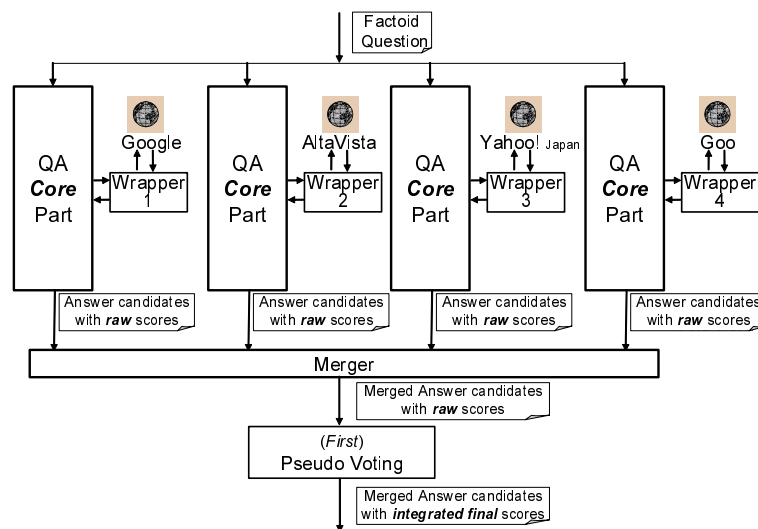 Factoid
Question
Google
AltaVista
Yahoo! Japan
Goo
QA
Core
Part
Wrapper
1
QA
Core
Part
Wrapper
2
QA
Core
Part
Wrapper
3
QA
Core
Part
Wrapper
4
Answer candidates
with raw scores
Answer candidates
with raw scores
Answer candidates
with raw scores
Answer candidates
with raw scores
Merger
Merged Answer candidates
with raw scores
(First)
Pseudo Voting
Merged Answer candidates
with integrated final scores